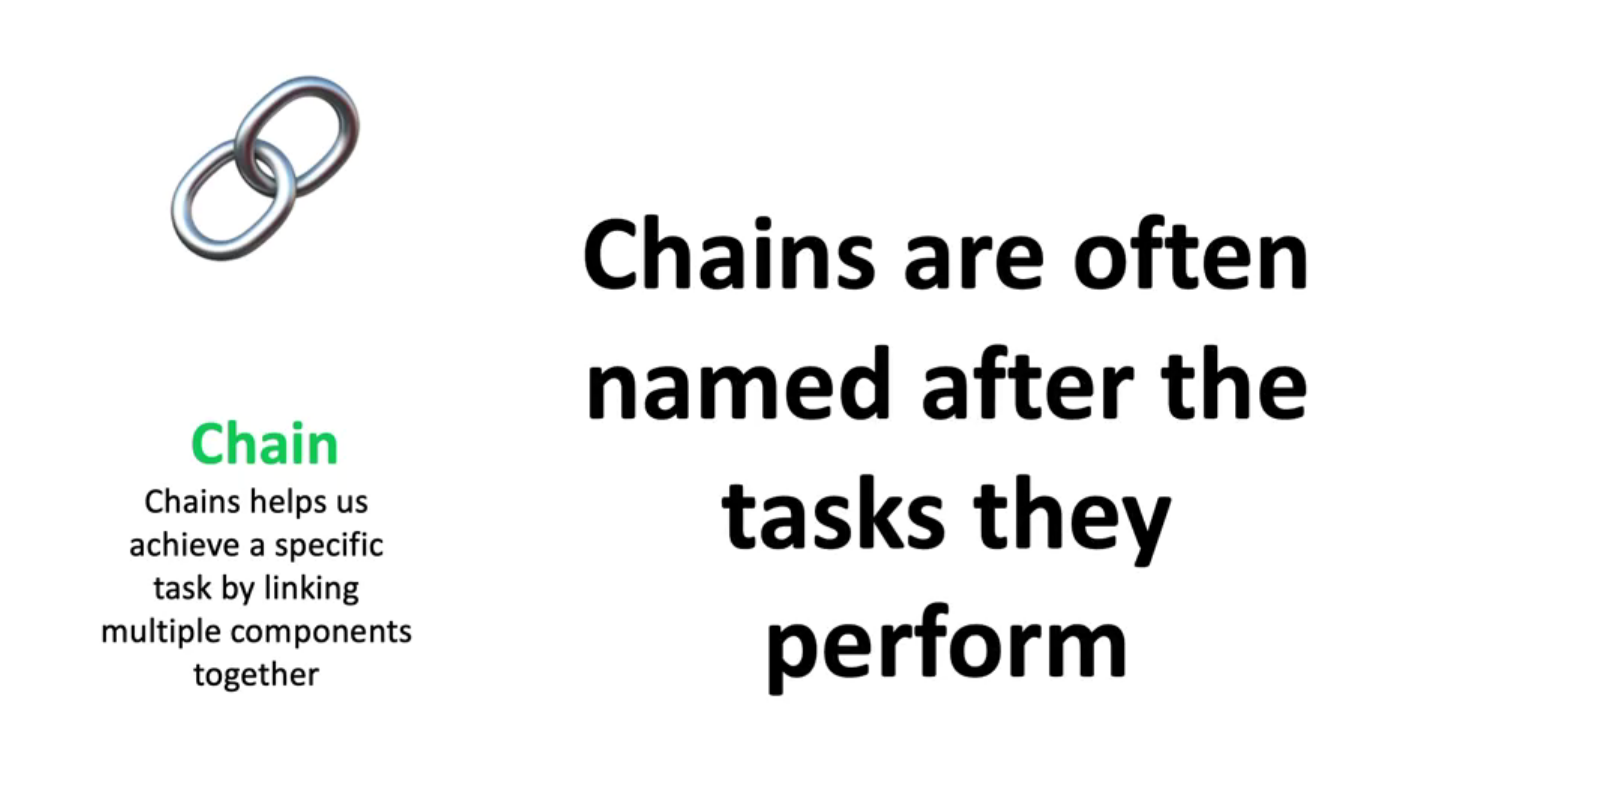 Chain
Chains helps us
achieve a specific
task by linking
multiple components
together
Chains are often
named after the
tasks they
perform